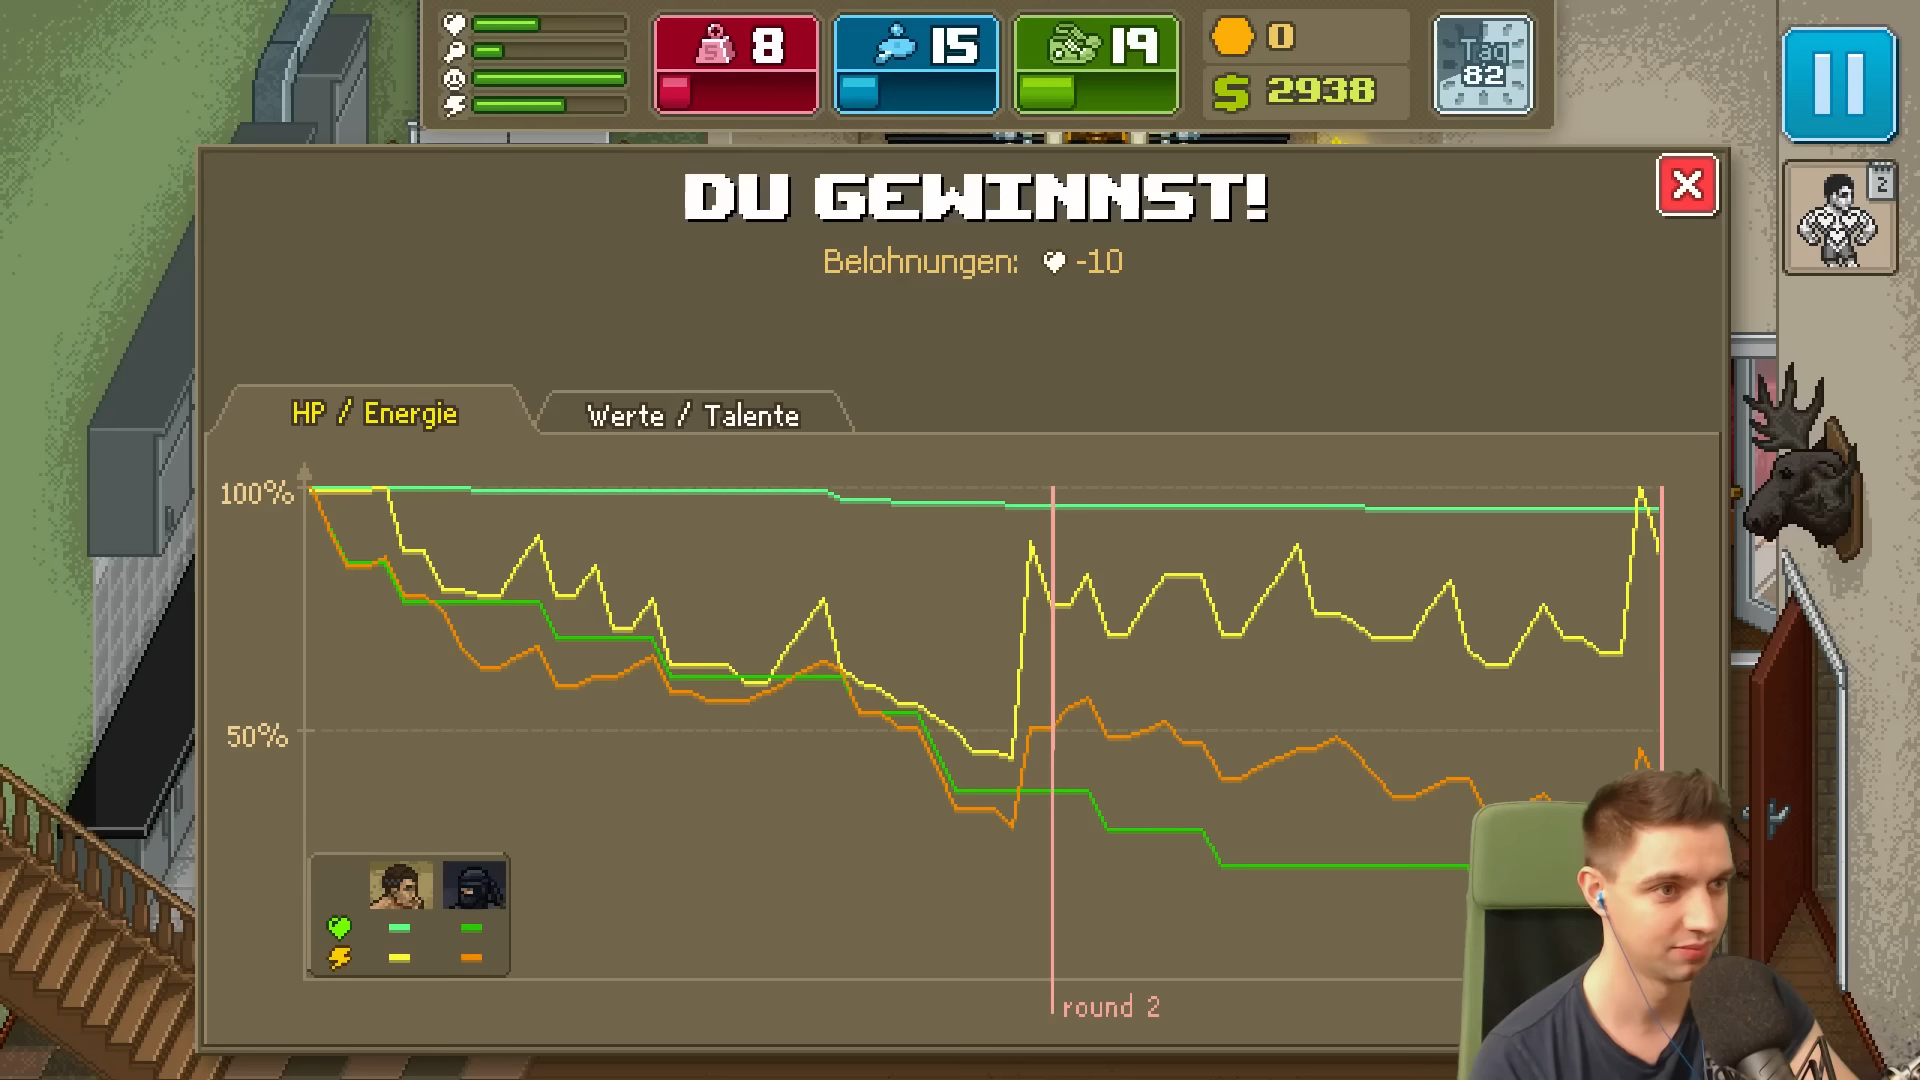 8
15
19
0
2938
Tag
82
2
DU GEWINNST!
Belohnungen: -10
HP / Energie
Werte / Talente
100%
50%
round 2